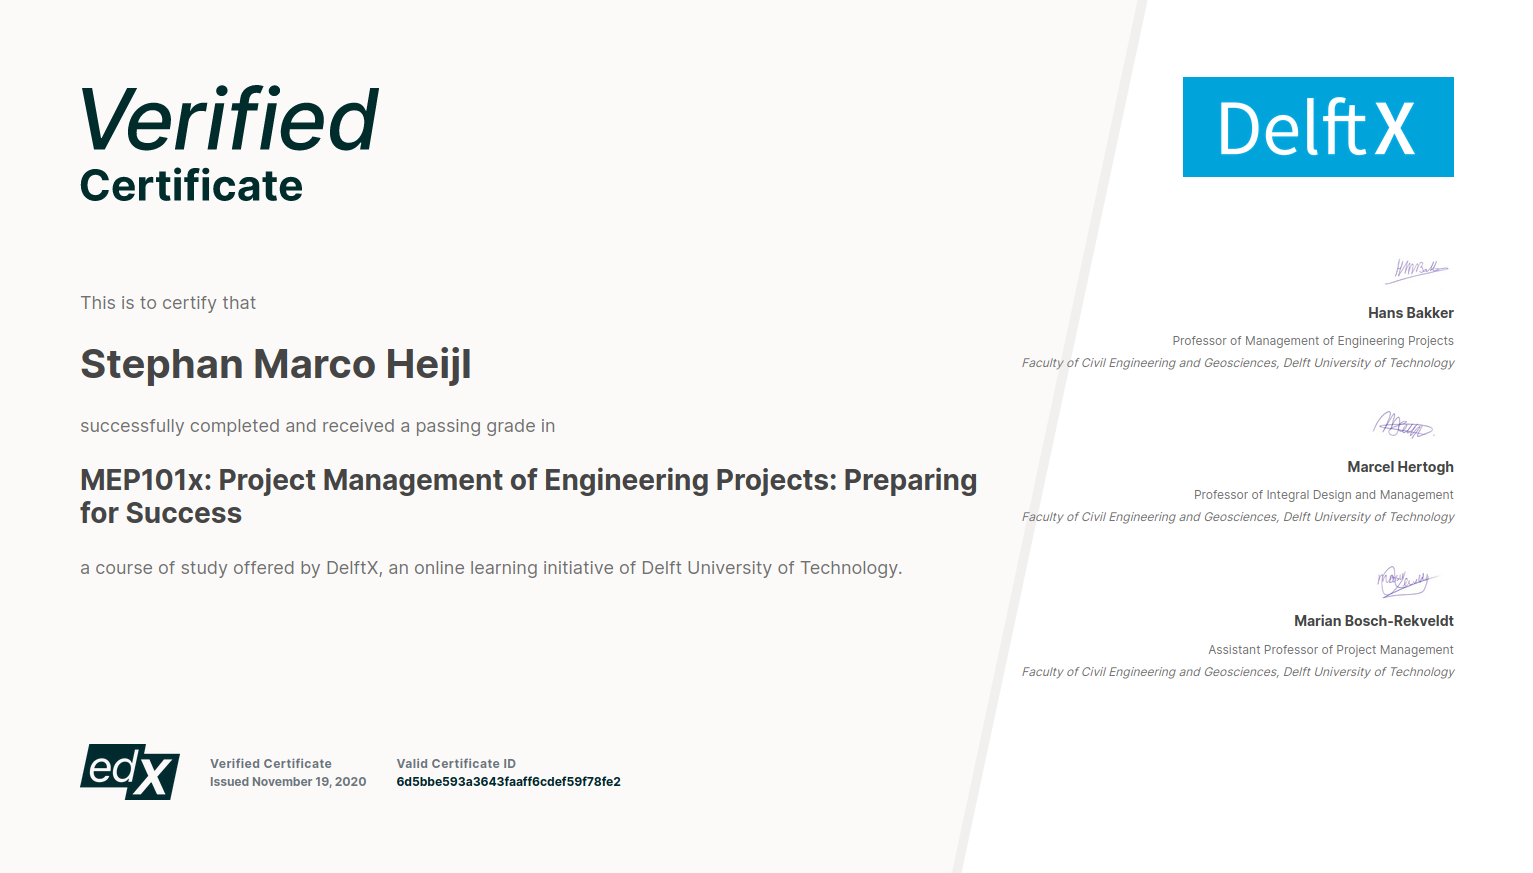 Verified
Certificate
This is to certify that
Stephan Marco Heijl
successfully completed and received a passing grade in
MEP101x: Project Management of Engineering Projects: Preparing
for Success
a course of study offered by DelftX, an online learning initiative of Delft University of Technology.
edX
Verified Certificate
Issued November 19, 2020
Valid Certificate ID
6d5bbe593a3643faaff6cdef59f78fe2
DelftX
Hans Bakker
Professor of Management of Engineering Projects
Faculty of Civil Engineering and Geosciences, Delft University of Technology
Marcel Hertogh
Professor of Integral Design and Management
Faculty of Civil Engineering and Geosciences, Delft University of Technology
Marian Bosch-Rekveldt
Assistant Professor of Project Management
Faculty of Civil Engineering and Geosciences, Delft University of Technology